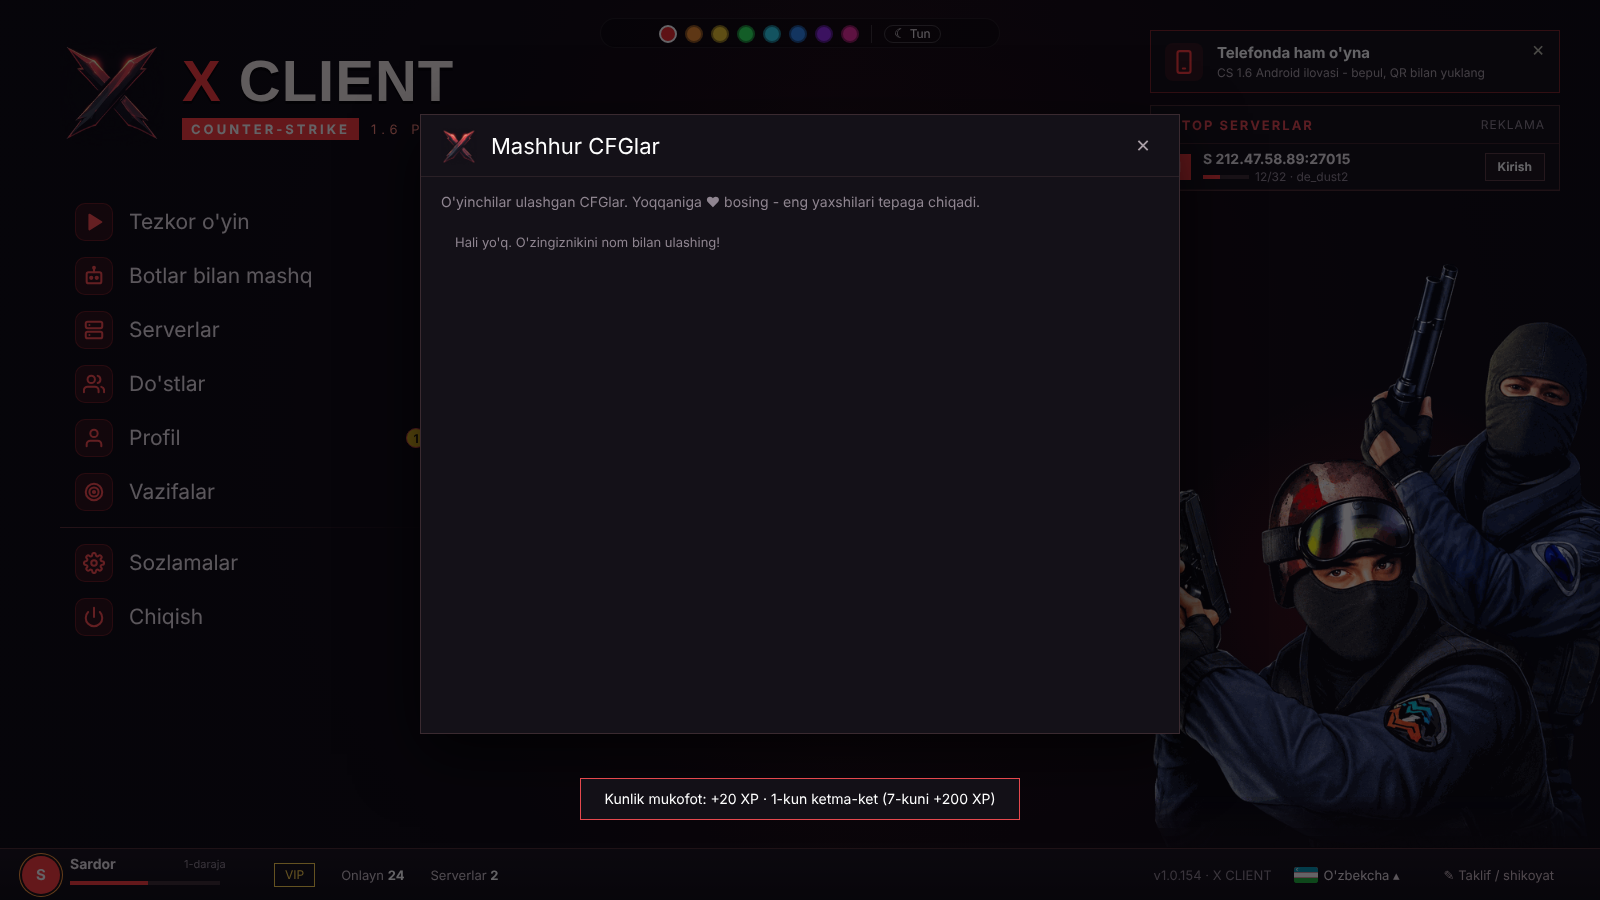 ☾ Tun
X CLIENT
COUNTER-STRIKE 1.6 P
Telefonda ham o'yna ✕
CS 1.6 Android ilovasi - bepul, QR bilan yuklang
TOP SERVERLAR REKLAMA
S 212.47.58.89:27015
12/32 · de_dust2
Kirish
Tezkor o'yin
Botlar bilan mashq
Serverlar
Do'stlar
Profil 1
Vazifalar
Sozlamalar
Chiqish
Mashhur CFGlar ✕
O'yinchilar ulashgan CFGlar. Yoqqaniga ♥ bosing - eng yaxshilari tepaga chiqadi.
Hali yo'q. O'zingiznikini nom bilan ulashing!
Kunlik mukofot: +20 XP · 1-kun ketma-ket (7-kuni +200 XP)
S Sardor 1-daraja
VIP Onlayn 24 Serverlar 2
v1.0.154 · X CLIENT O'zbekcha ▴ ✎ Taklif / shikoyat